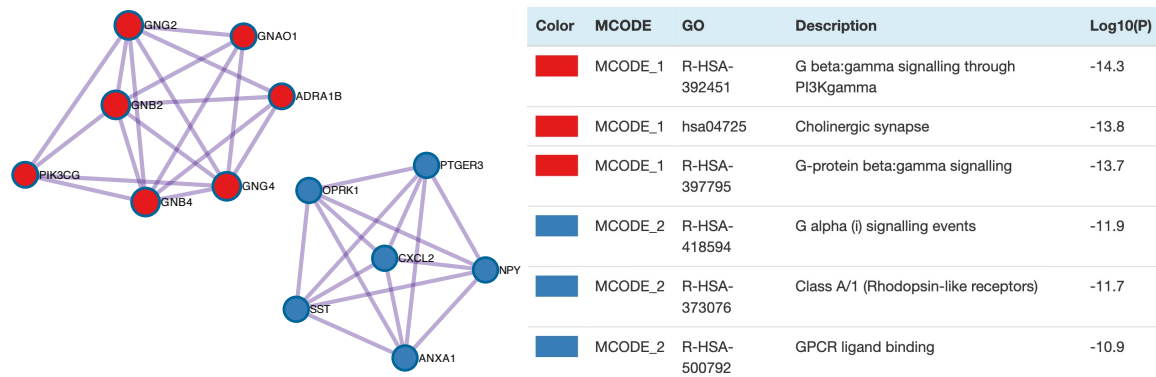 GNG2
GNAO1
ADRA1B
GNB2
PIK3CG
GNG4
GNB4
PTGER3
OPRK1
CXCL2
NPY
SST
ANXA1
Color MCODE GO Description Log10(P)
MCODE_1 R-HSA- G beta:gamma signalling through -14.3
392451 PI3Kgamma
MCODE_1 hsa04725 Cholinergic synapse -13.8
MCODE_1 R-HSA- G-protein beta:gamma signalling -13.7
397795
MCODE_2 R-HSA- G alpha (i) signalling events -11.9
418594
MCODE_2 R-HSA- Class A/1 (Rhodopsin-like receptors) -11.7
373076
MCODE_2 R-HSA- GPCR ligand binding -10.9
500792